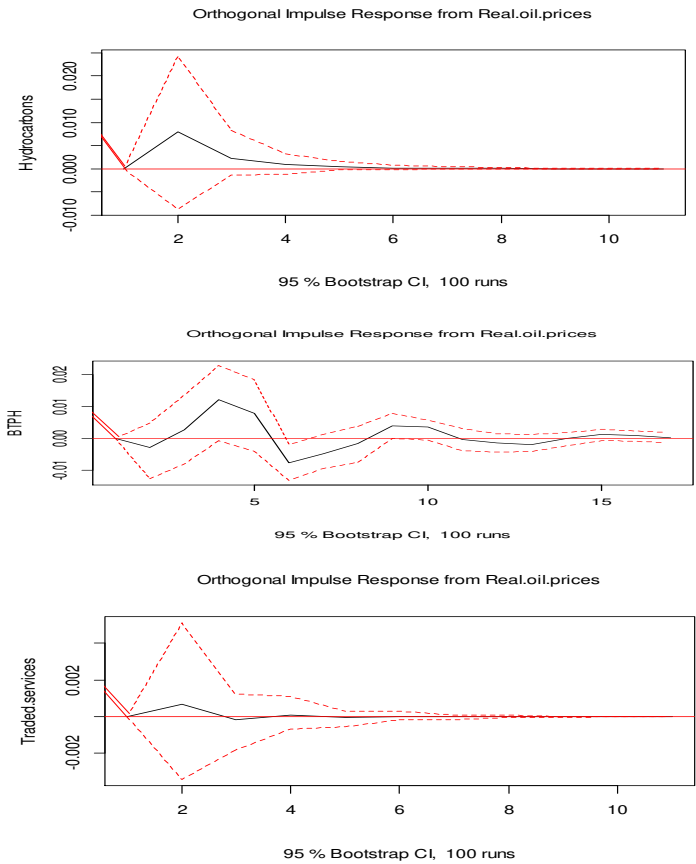 Orthogonal Impulse Response from Real.oil.prices
Hydrocarbons
0.020
0.010
0.000
-0.010
2 4 6 8 10
95 % Bootstrap CI, 100 runs
Orthogonal Impulse Response from Real.oil.prices
BTPH
0.02
0.01
0.00
-0.01
5 10 15
95 % Bootstrap CI, 100 runs
Orthogonal Impulse Response from Real.oil.prices
Traded.services
0.002
-0.002
2 4 6 8 10
95 % Bootstrap CI, 100 runs